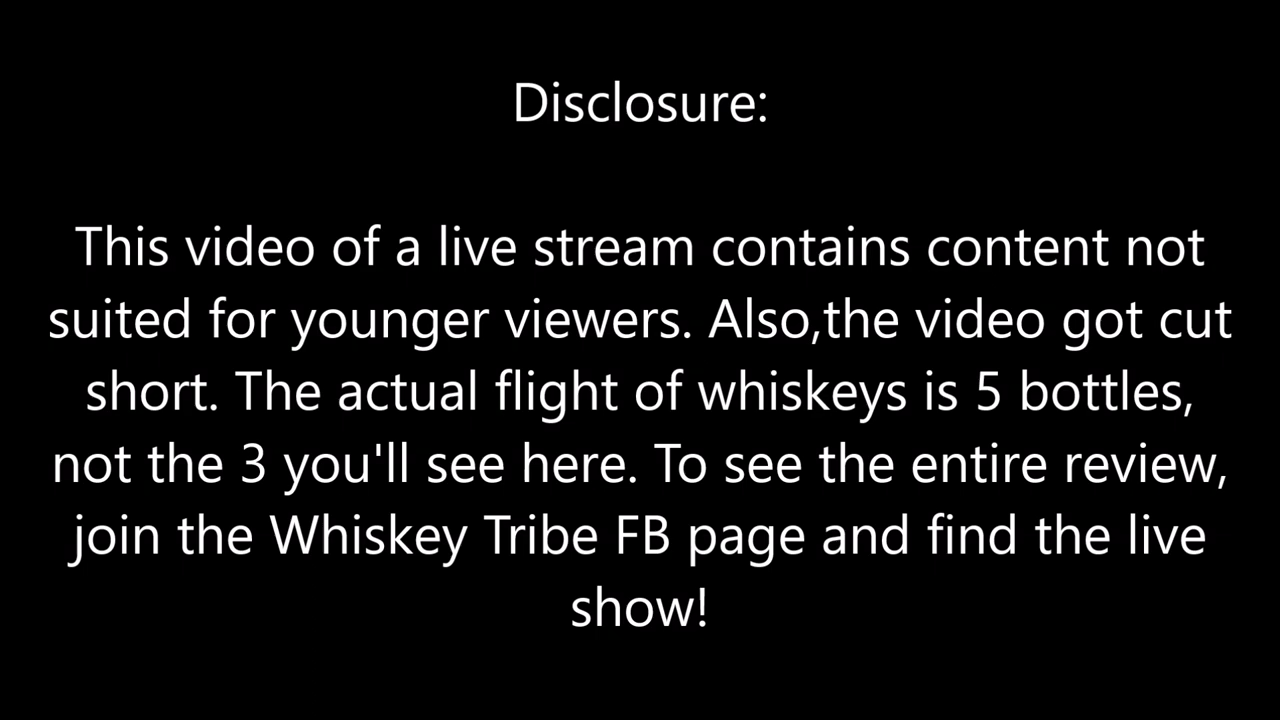 Disclosure:
This video of a live stream contains content not
suited for younger viewers. Also,the video got cut
short. The actual flight of whiskeys is 5 bottles,
not the 3 you'll see here. To see the entire review,
join the Whiskey Tribe FB page and find the live
show!